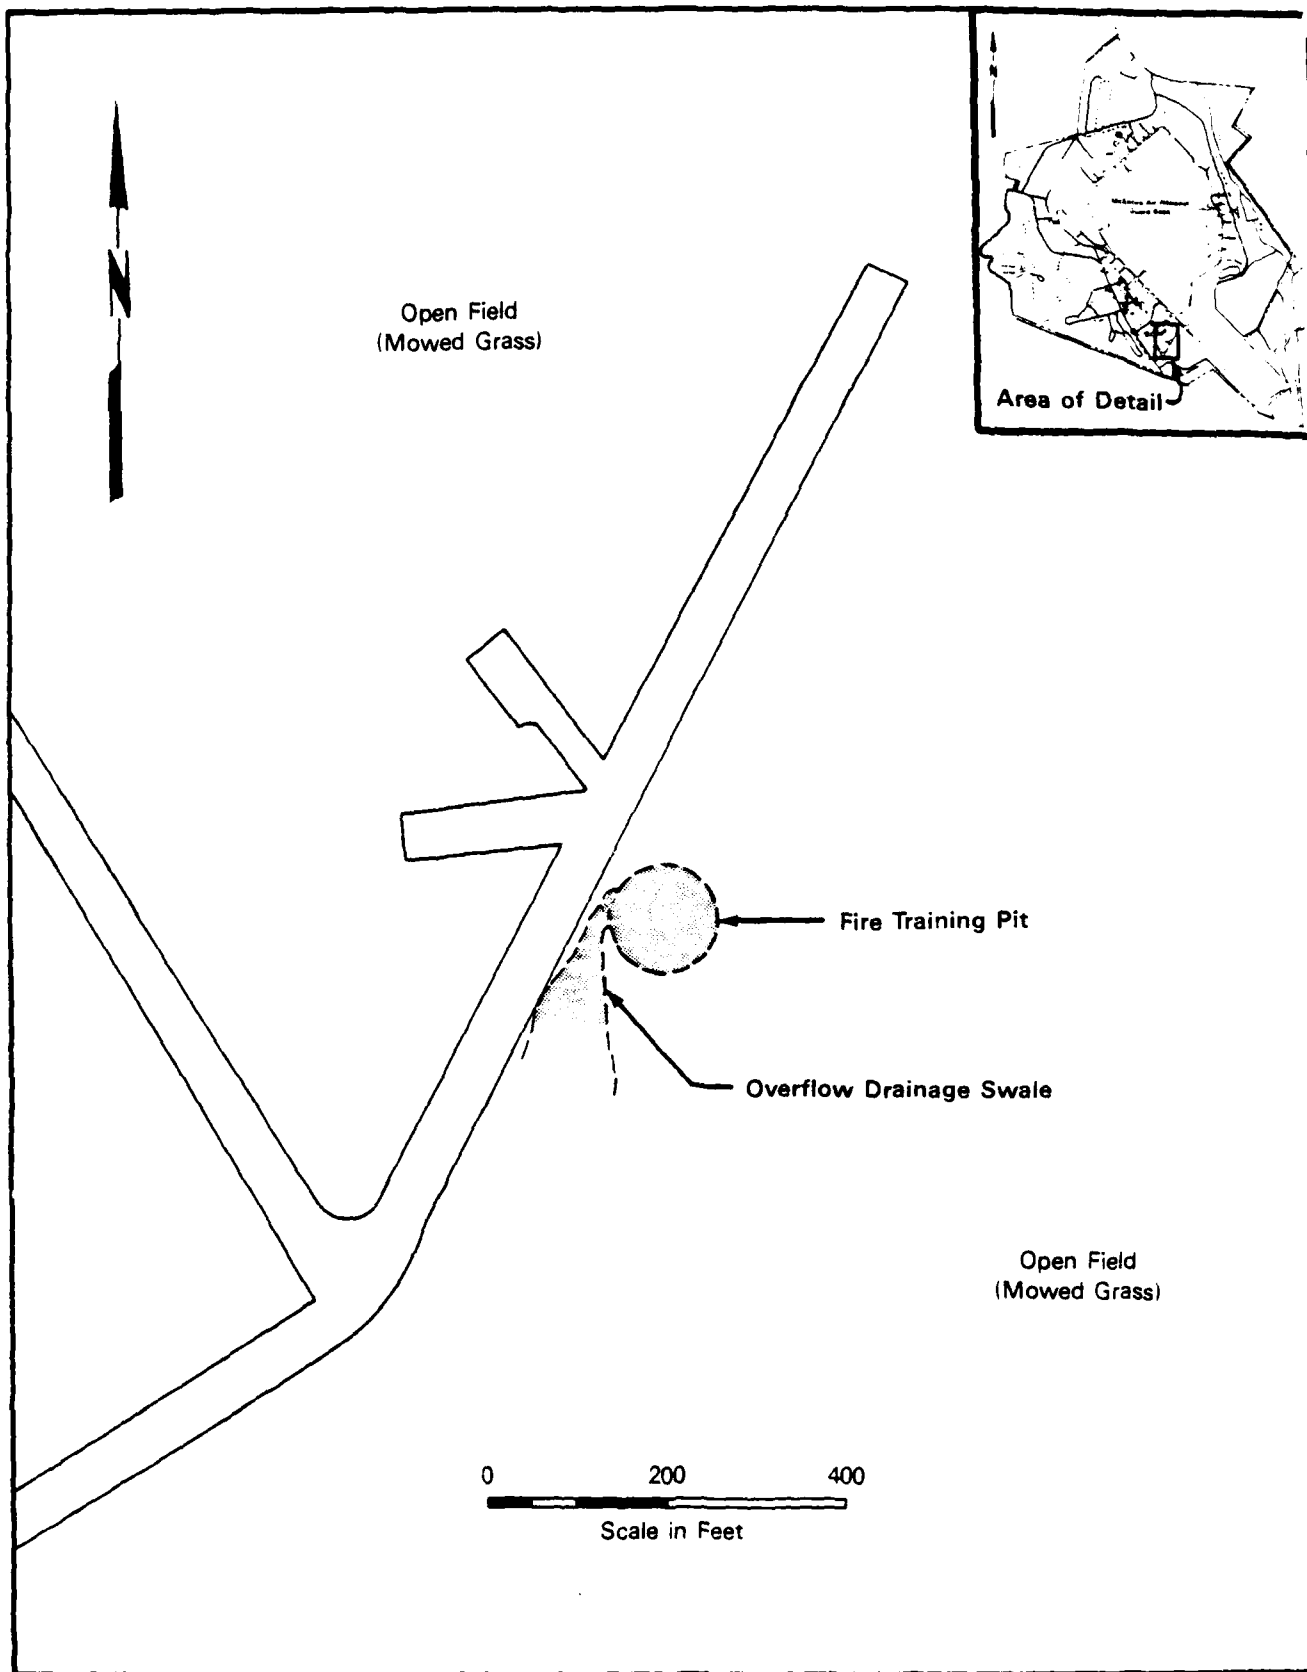 N
N
Open Field
(Mowed Grass)
Area of Detail
Fire Training Pit
Overflow Drainage Swale
Open Field
(Mowed Grass)
0 200 400
Scale in Feet